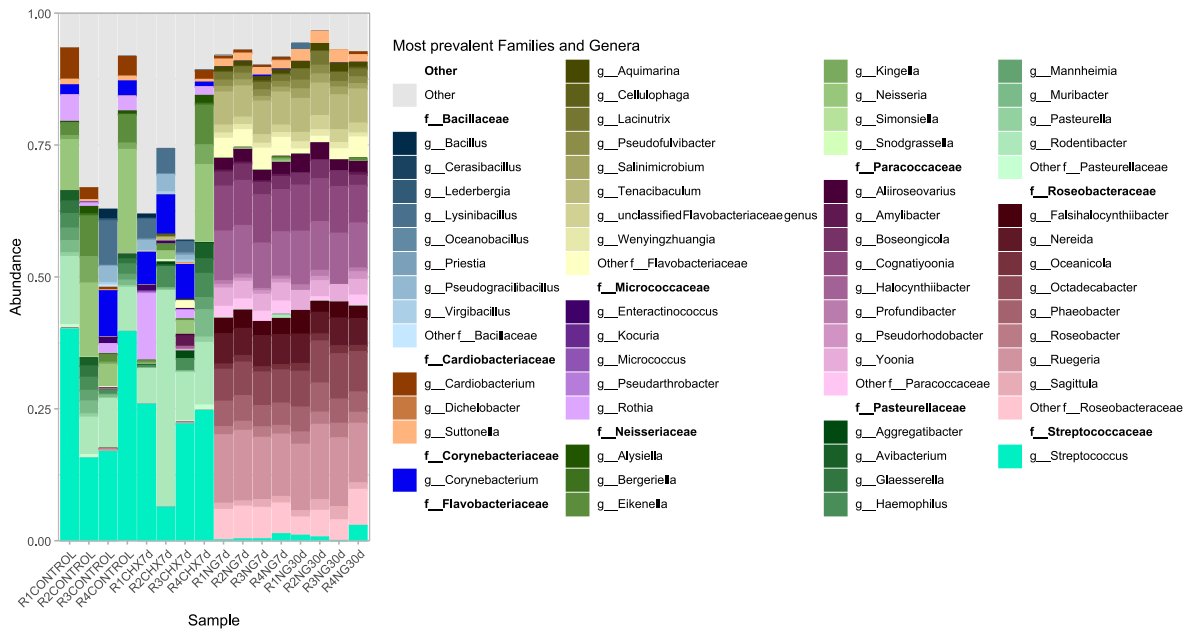 1.00
0.75
0.50
0.25
0.00
Abundance
R1CONTROL
R2CONTROL
R3CONTROL
R4CONTROL
R1CHX7d
R2CHX7d
R3CHX7d
R4CHX7d
R1NG7d
R2NG7d
R3NG7d
R4NG7d
R1NG30d
R2NG30d
R3NG30d
R4NG30d
Sample
Most prevalent Families and Genera
Other
Other
f__Bacillaceae
g__Bacillus
g__Cerasibacillus
g__Lederbergia
g__Lysinibacillus
g__Oceanobacillus
g__Priestia
g__Pseudogracilibacillus
g__Virgibacillus
Other f__Bacillaceae
f__Cardiobacteriaceae
g__Cardiobacterium
g__Dichelobacter
g__Suttonella
f__Corynebacteriaceae
g__Corynebacterium
f__Flavobacteriaceae
g__Aquimarina
g__Cellulophaga
g__Lacinutrix
g__Pseudofulvibacter
g__Salinimicrobium
g__Tenacibaculum
g__unclassifiedFlavobacteriaceaegenus
g__Wenyingzhuangia
Other f__Flavobacteriaceae
f__Micrococcaceae
g__Enteractinococcus
g__Kocuria
g__Micrococcus
g__Pseudarthrobacter
g__Rothia
f__Neisseriaceae
g__Alysiella
g__Bergeriella
g__Eikenella
g__Kingella
g__Neisseria
g__Simonsiella
g__Snodgrassella
f__Paracoccaceae
g__Aliiroseovarius
g__Amylibacter
g__Boseongicola
g__Cognatiyoonia
g__Halocynthiibacter
g__Profundibacter
g__Pseudorhodobacter
g__Yoonia
Other f__Paracoccaceae
f__Pasteurellaceae
g__Aggregatibacter
g__Avibacterium
g__Glaesserella
g__Haemophilus
g__Mannheimia
g__Muribacter
g__Pasteurella
g__Rodentibacter
Other f__Pasteurellaceae
f__Roseobacteraceae
g__Falsihalocynthiibacter
g__Nereida
g__Oceanicola
g__Octadecabacter
g__Phaeobacter
g__Roseobacter
g__Ruegeria
g__Sagittula
Other f__Roseobacteraceae
f__Streptococcaceae
g__Streptococcus